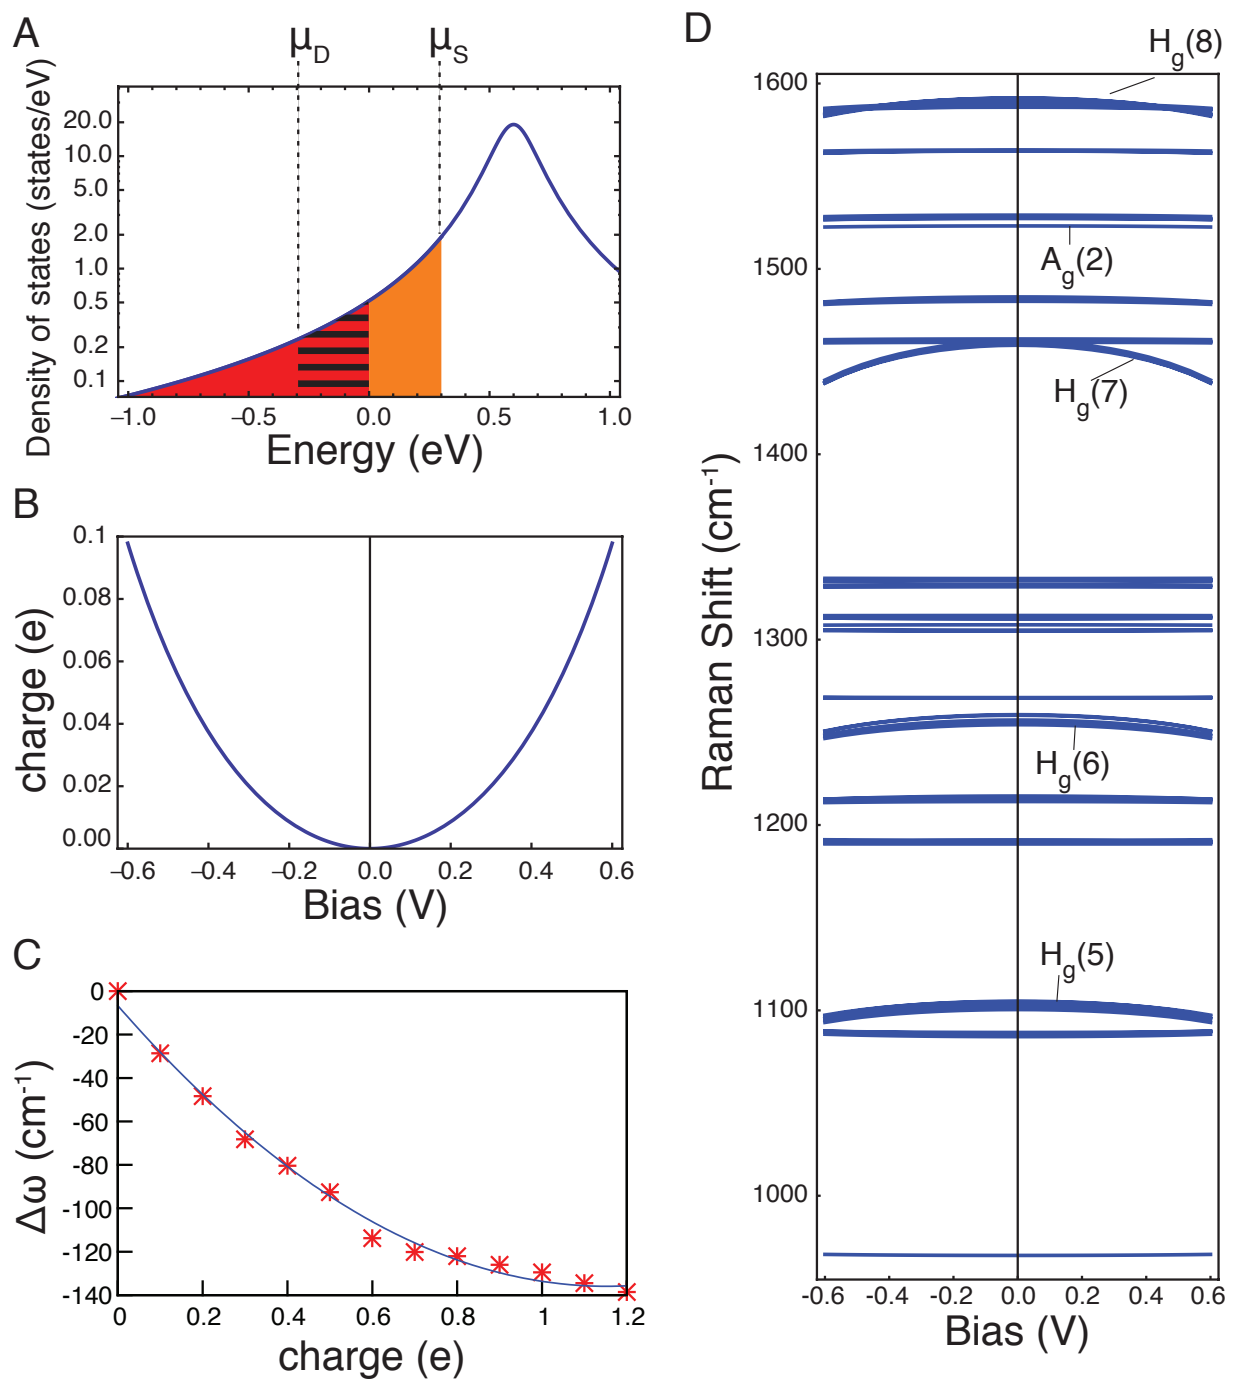 A
μD
μS
Density of states (states/eV)
20.0
10.0
5.0
2.0
1.0
0.5
0.2
0.1
−1.0
−0.5
0.0
0.5
1.0
Energy (eV)
B
charge (e)
0.1
0.08
0.06
0.04
0.02
0.00
−0.6
−0.4
−0.2
0.0
0.2
0.4
0.6
Bias (V)
C
Δω (cm-1)
0
-20
-40
-60
-80
-100
-120
-140
0
0.2
0.4
0.6
0.8
1
1.2
charge (e)
D
Hg(8)
Raman Shift (cm-1)
1600
1500
1400
1300
1200
1100
1000
Ag(2)
Hg(7)
Hg(6)
Hg(5)
-0.6
-0.4
-0.2
0.0
0.2
0.4
0.6
Bias (V)